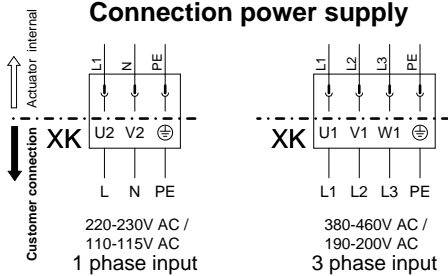 Connection power supply
Actuator internal
Customer connection
L1 N PE
XK U2 V2
L N PE
220-230V AC /
110-115V AC
1 phase input
L1 L2 L3 PE
XK U1 V1 W1
L1 L2 L3 PE
380-460V AC /
190-200V AC
3 phase input